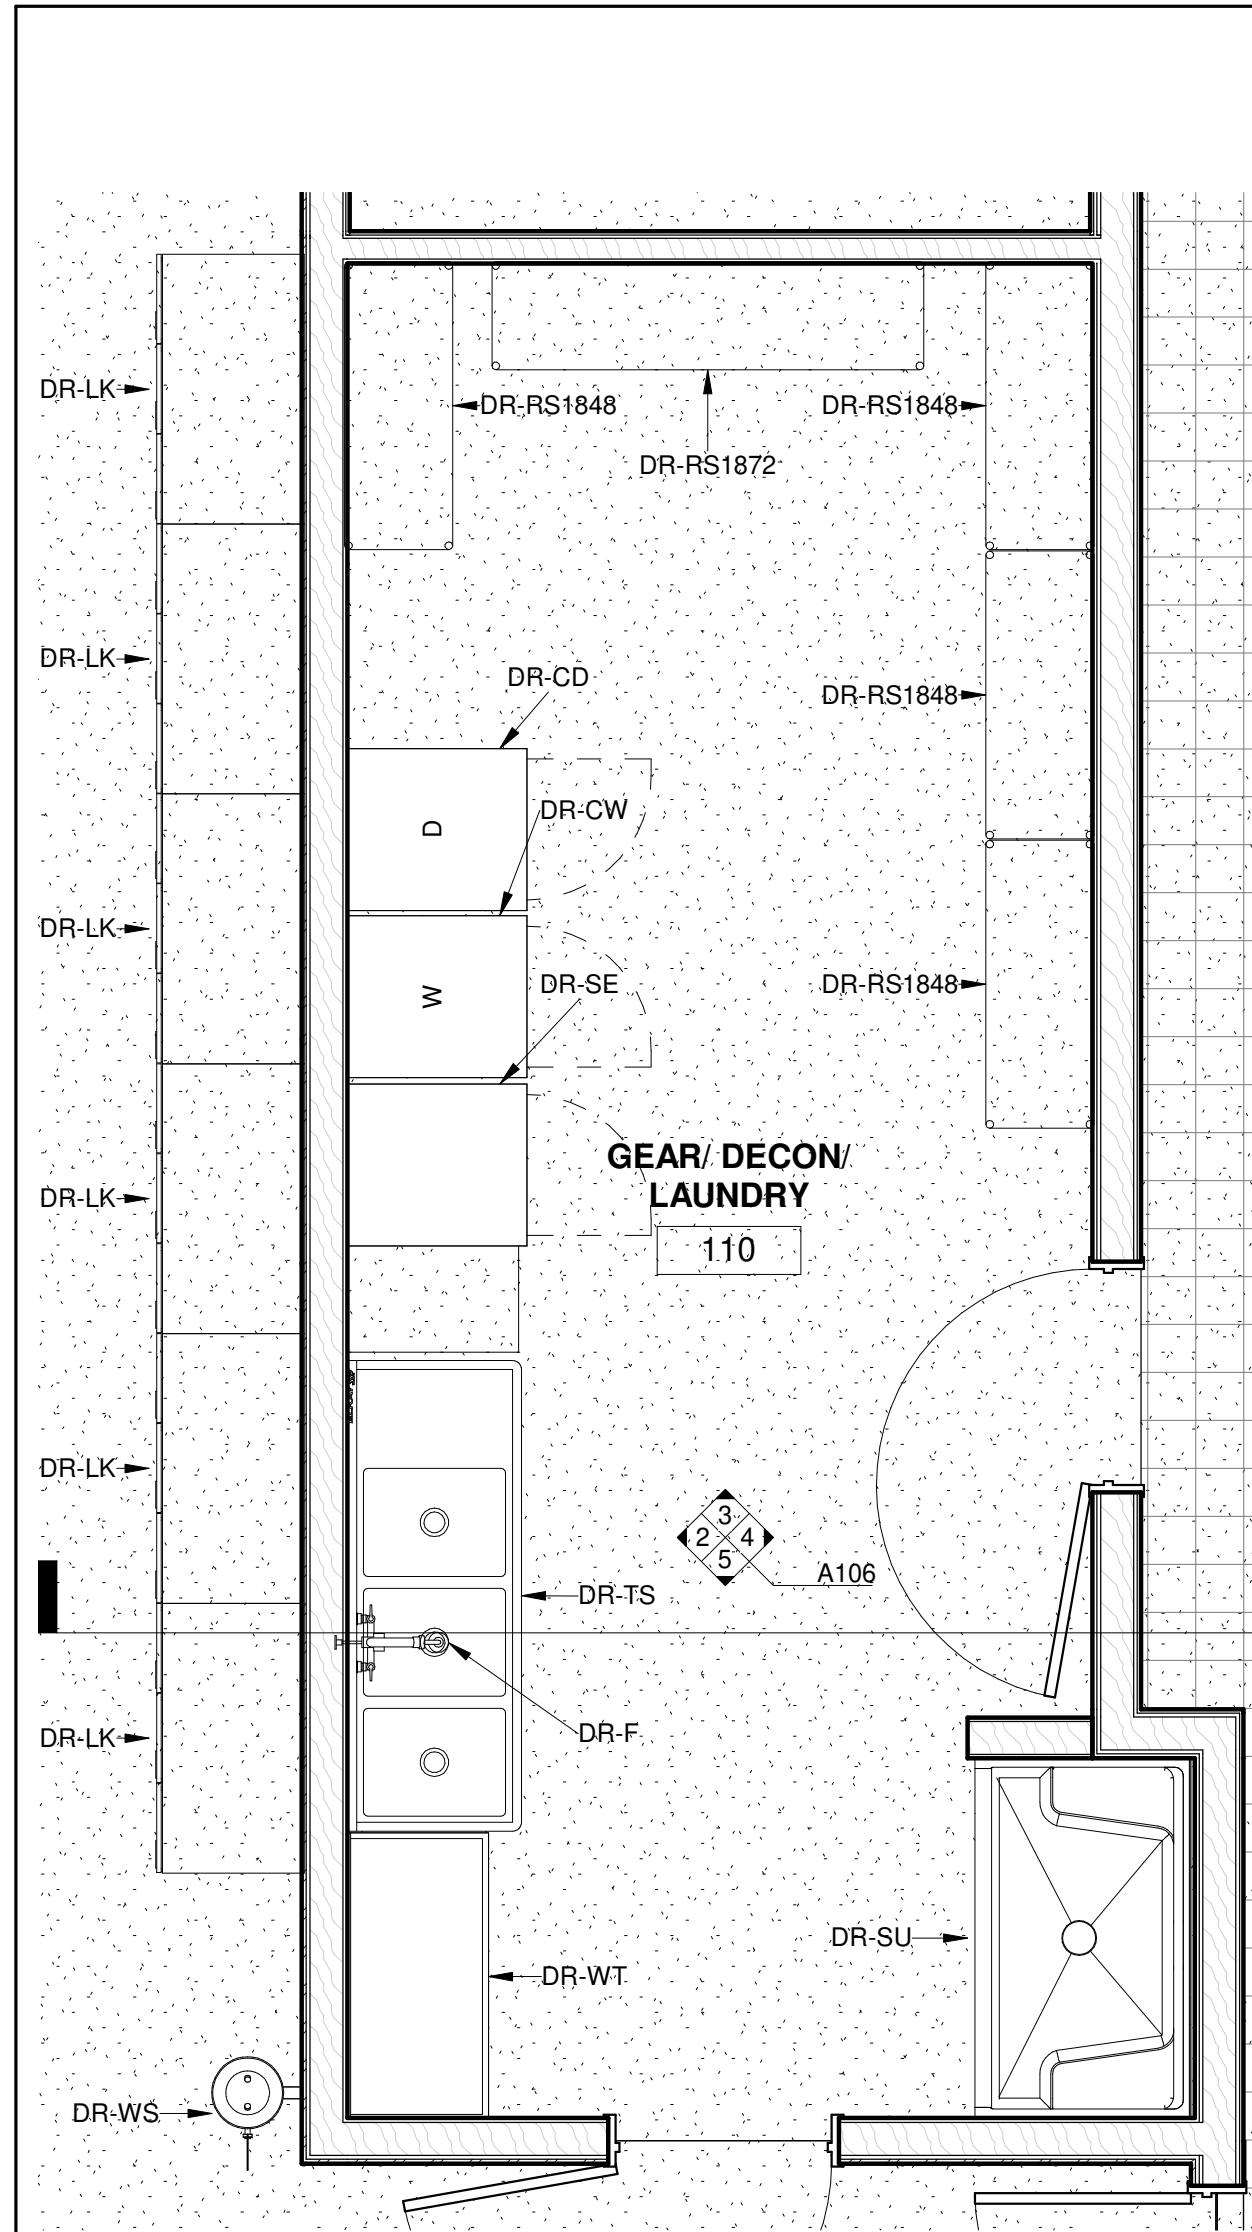 DR-LK
DR-RS1848
DR-RS1848
DR-RS1872
DR-LK
DR-CD
DR-RS1848
D
DR-CW
DR-LK
W
DR-SE
DR-RS1848
GEAR/ DECON/
LAUNDRY
DR-LK
110
DR-LK
3
2
4
5
A106
DR-TS
DR-F
DR-LK
DR-SU
DR-WT
DR-WS